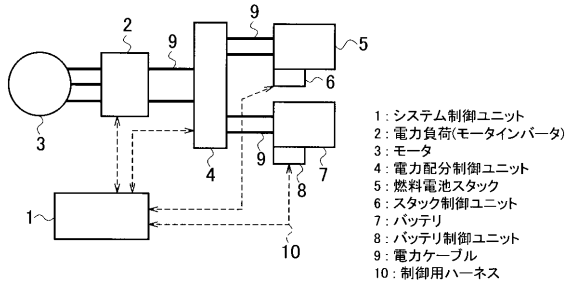 2
9
9
5
3
4
6
9
8
7
1
10
1 : システム制御ユニット
2 : 電力負荷(モータインバータ)
3 : モータ
4 : 電力配分制御ユニット
5 : 燃料電池スタック
6 : スタック制御ユニット
7 : バッテリ
8 : バッテリ制御ユニット
9 : 電力ケーブル
10 : 制御用ハーネス